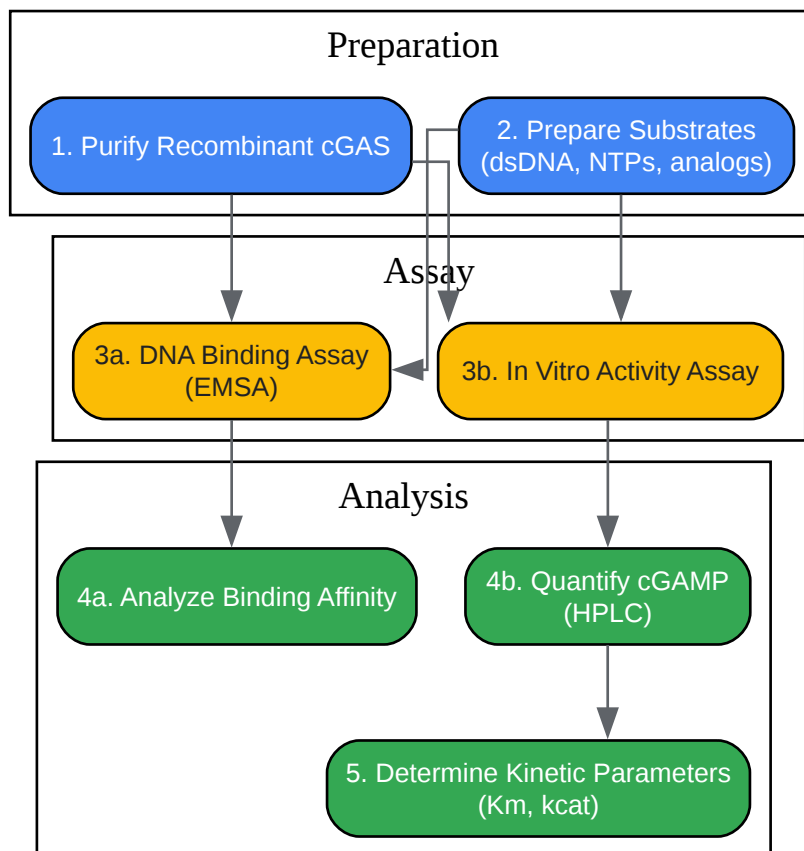 Preparation
1. Purify Recombinant cGAS
2. Prepare Substrates
(dsDNA, NTPs, analogs)
Assay
3a. DNA Binding Assay
(EMSA)
3b. In Vitro Activity Assay
Analysis
4a. Analyze Binding Affinity
4b. Quantify cGAMP
(HPLC)
5. Determine Kinetic Parameters
(Km, kcat)